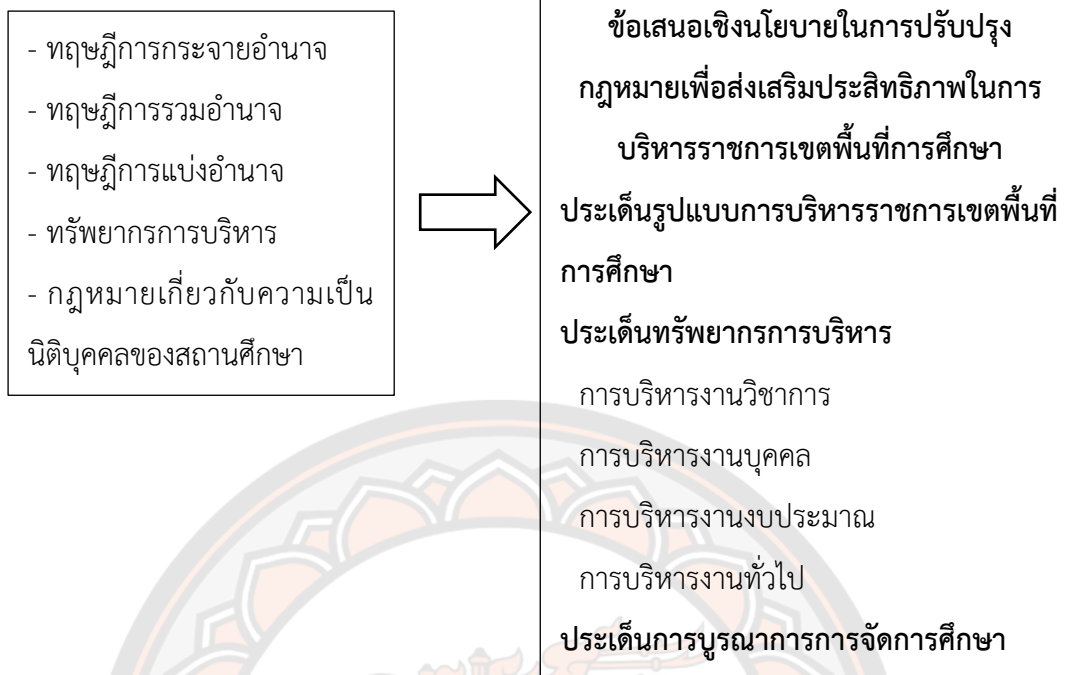 - ทฤษฎีการกระจายอำนาจ
- ทฤษฎีการรวมอำนาจ
- ทฤษฎีการแบ่งอำนาจ
- ทรัพยากรการบริหาร
- กฎหมายเกี่ยวกับความเป็น
นิติบุคคลของสถานศึกษา
ข้อเสนอเชิงนโยบายในการปรับปรุง
กฎหมายเพื่อส่งเสริมประสิทธิภาพในการ
บริหารราชการเขตพื้นที่การศึกษา
ประเด็นรูปแบบการบริหารราชการเขตพื้นที่
การศึกษา
ประเด็นทรัพยากรการบริหาร
การบริหารงานวิชาการ
การบริหารงานบุคคล
การบริหารงานงบประมาณ
การบริหารงานทั่วไป
ประเด็นการบูรณาการการจัดการศึกษา